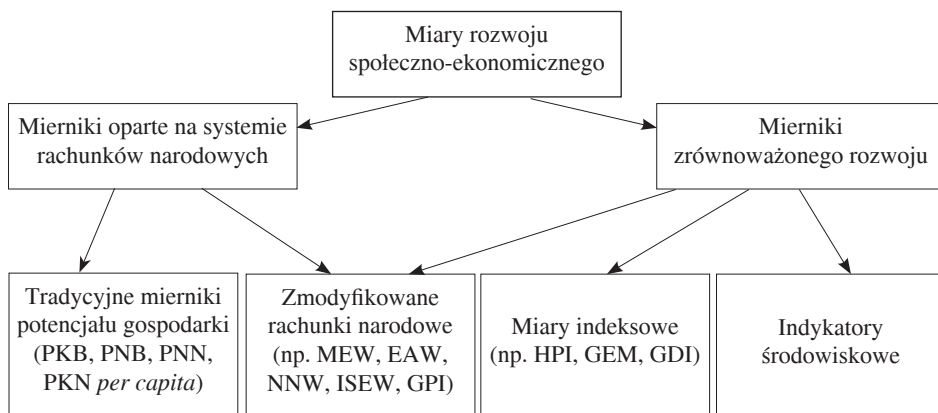 Miary rozwoju
społeczno-ekonomicznego
Mierniki oparte na systemie
rachunków narodowych
Mierniki
zrównoważonego rozwoju
Tradycyjne mierniki
potencjału gospodarki
(PKB, PNB, PNN,
PKN per capita)
Zmodyfikowane
rachunki narodowe
(np. MEW, EAW,
NNW, ISEW, GPI)
Miary indeksowe
(np. HPI, GEM, GDI)
Indykatory
środowiskowe